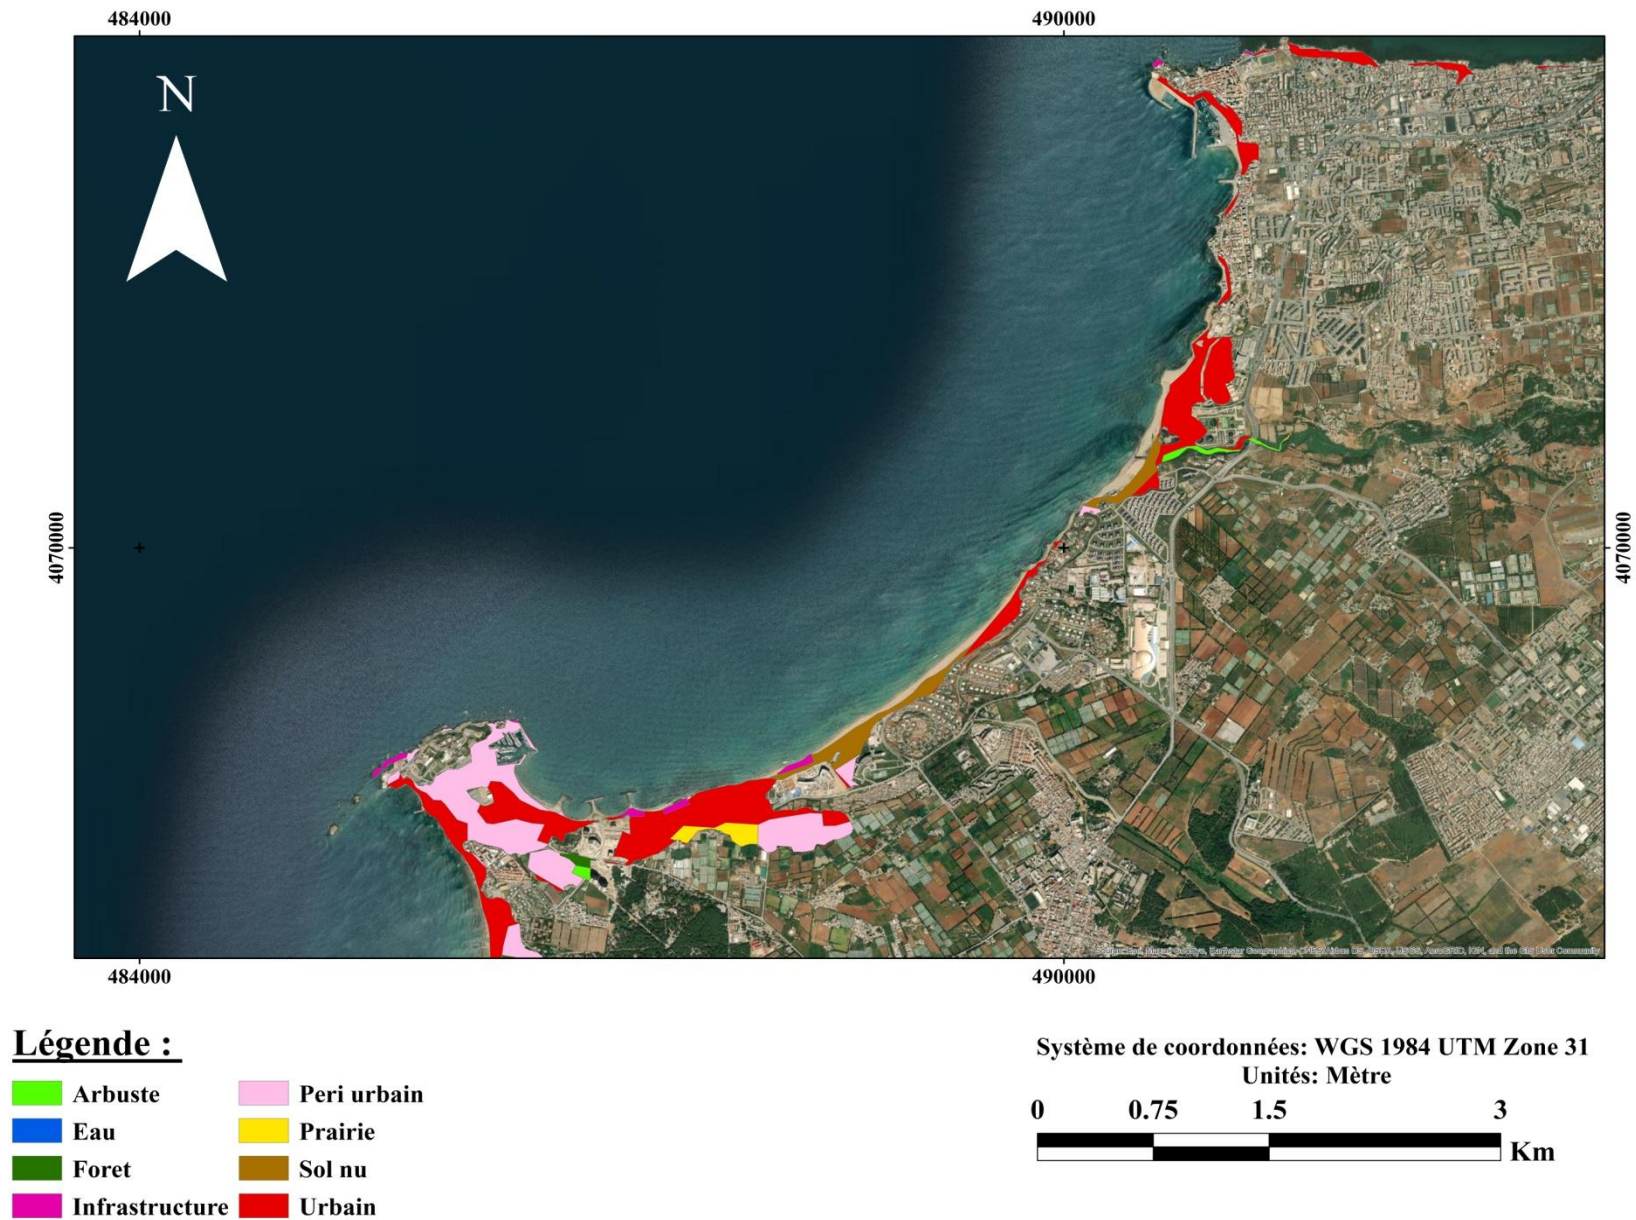 484000 490000
N
4070000 4070000
484000 490000
Légende :
Arbuste
Eau
Foret
Infrastructure
Peri urbain
Prairie
Sol nu
Urbain
Système de coordonnées: WGS 1984 UTM Zone 31
Unités: Mètre
0 0.75 1.5 3
Km